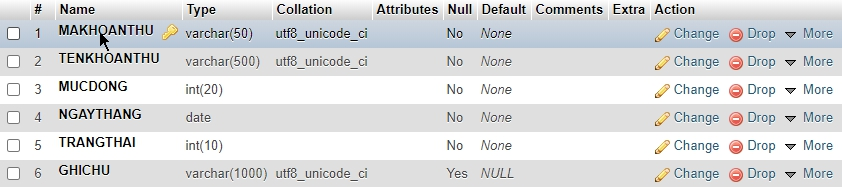 # Name Type Collation Attributes Null Default Comments Extra Action
1 MAKHOANTHU varchar(50) utf8_unicode_ci No None Change Drop More
2 TENKHOANTHU varchar(500) utf8_unicode_ci No None Change Drop More
3 MUCDONG int(20) No None Change Drop More
4 NGAYTHANG date No None Change Drop More
5 TRANGTHAI int(10) No None Change Drop More
6 GHICHU varchar(1000) utf8_unicode_ci Yes NULL Change Drop More